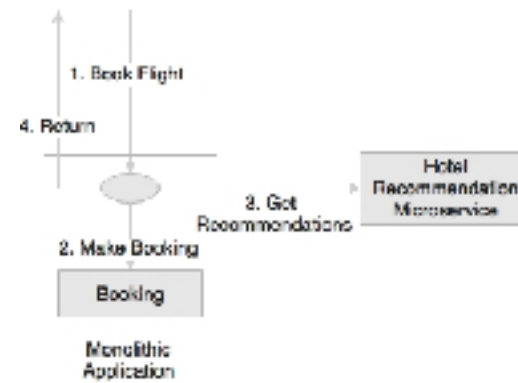 1. Book Flight
4. Return
Hotel
Recommendation
Microservice
3. Get
Recommendations
2. Make Booking
Booking
Monolithic
Application